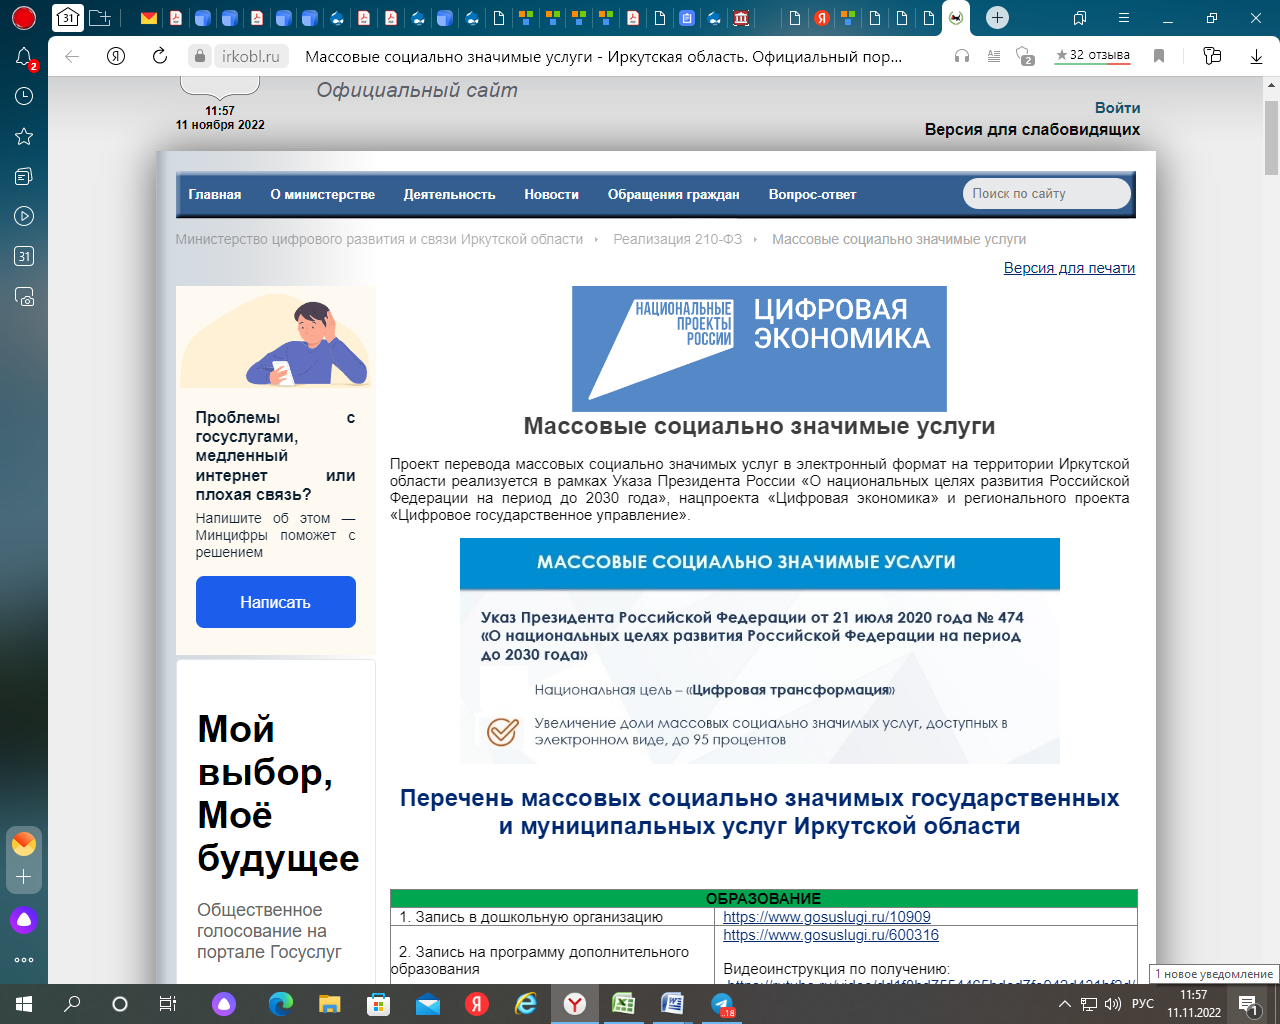 31
irkobl.ru
Массовые социально значимые услуги - Иркутская область. Официальный пор...
32 отзыва
2
2
31
11:57
11 ноября 2022
Официальный сайт
Войти
Версия для слабовидящих
Главная
О министерстве
Деятельность
Новости
Обращения граждан
Вопрос-ответ
Поиск по сайту
Министерство цифрового развития и связи Иркутской области
Реализация 210-ФЗ
Массовые социально значимые услуги
Версия для печати
Проблемы с
госуслугами,
медленный
интернет или
плохая связь?
Напишите об этом —
Минцифры поможет с
решением
Написать
Мой
выбор,
Моё
будущее
Общественное
голосование на
портале Госуслуг
НАЦИОНАЛЬНЫЕ
ПРОЕКТЫ
РОССИИ
ЦИФРОВАЯ
ЭКОНОМИКА
Массовые социально значимые услуги
Проект перевода массовых социально значимых услуг в электронный формат на территории Иркутской
области реализуется в рамках Указа Президента России «О национальных целях развития Российской
Федерации на период до 2030 года», нацпроекта «Цифровая экономика» и регионального проекта
«Цифровое государственное управление».
МАССОВЫЕ СОЦИАЛЬНО ЗНАЧИМЫЕ УСЛУГИ
Указ Президента Российской Федерации от 21 июля 2020 года № 474
«О национальных целях развития Российской Федерации на период
до 2030 года»
Национальная цель – «Цифровая трансформация»
Увеличение доли массовых социально значимых услуг, доступных в
электронном виде, до 95 процентов
Перечень массовых социально значимых государственных
и муниципальных услуг Иркутской области
ОБРАЗОВАНИЕ
1. Запись в дошкольную организацию
https://www.gosuslugi.ru/10909
2. Запись на программу дополнительного
образования
https://www.gosuslugi.ru/600316
Видеоинструкция по получению:
1 новое уведомление
.18
РУС
11:57
11.11.2022
1